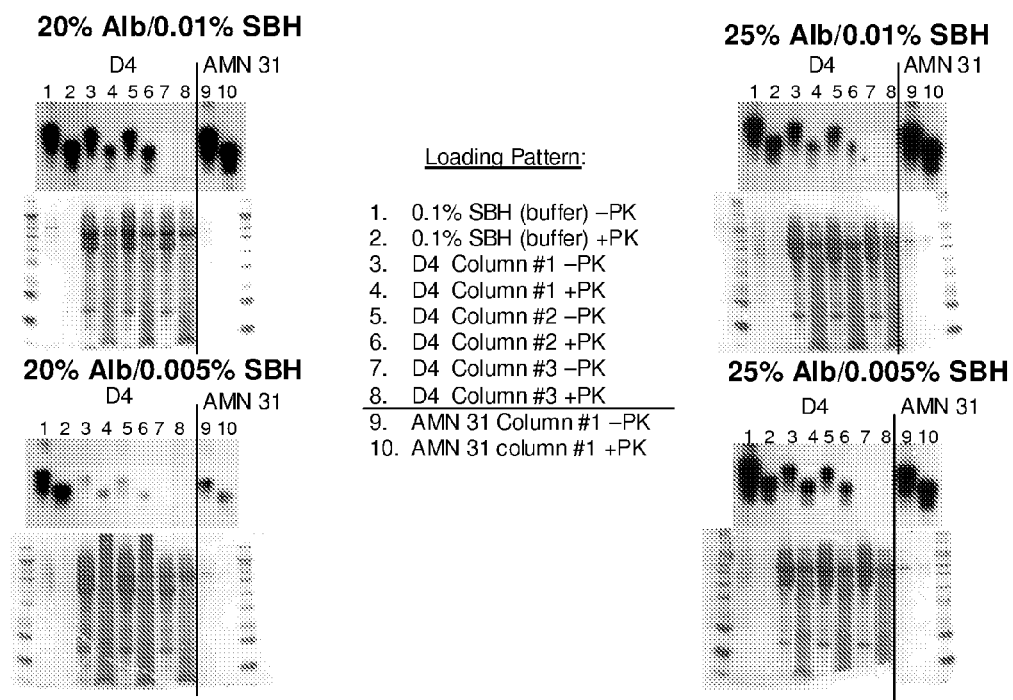 20% Alb/0.01% SBH
D4 AMN 31
1 2 3 4 5 6 7 8 9 10
25% Alb/0.01% SBH
D4 AMN 31
1 2 3 4 5 6 7 8 9 10
Loading Pattern:
1. 0.1% SBH (buffer) –PK
2. 0.1% SBH (buffer) +PK
3. D4 Column #1 –PK
4. D4 Column #1 +PK
5. D4 Column #2 –PK
6. D4 Column #2 +PK
7. D4 Column #3 –PK
8. D4 Column #3 +PK
9. AMN 31 Column #1 –PK
10. AMN 31 column #1 +PK
20% Alb/0.005% SBH
D4 AMN 31
1 2 3 4 5 6 7 8 9 10
25% Alb/0.005% SBH
D4 AMN 31
1 2 3 4 5 6 7 8 9 10